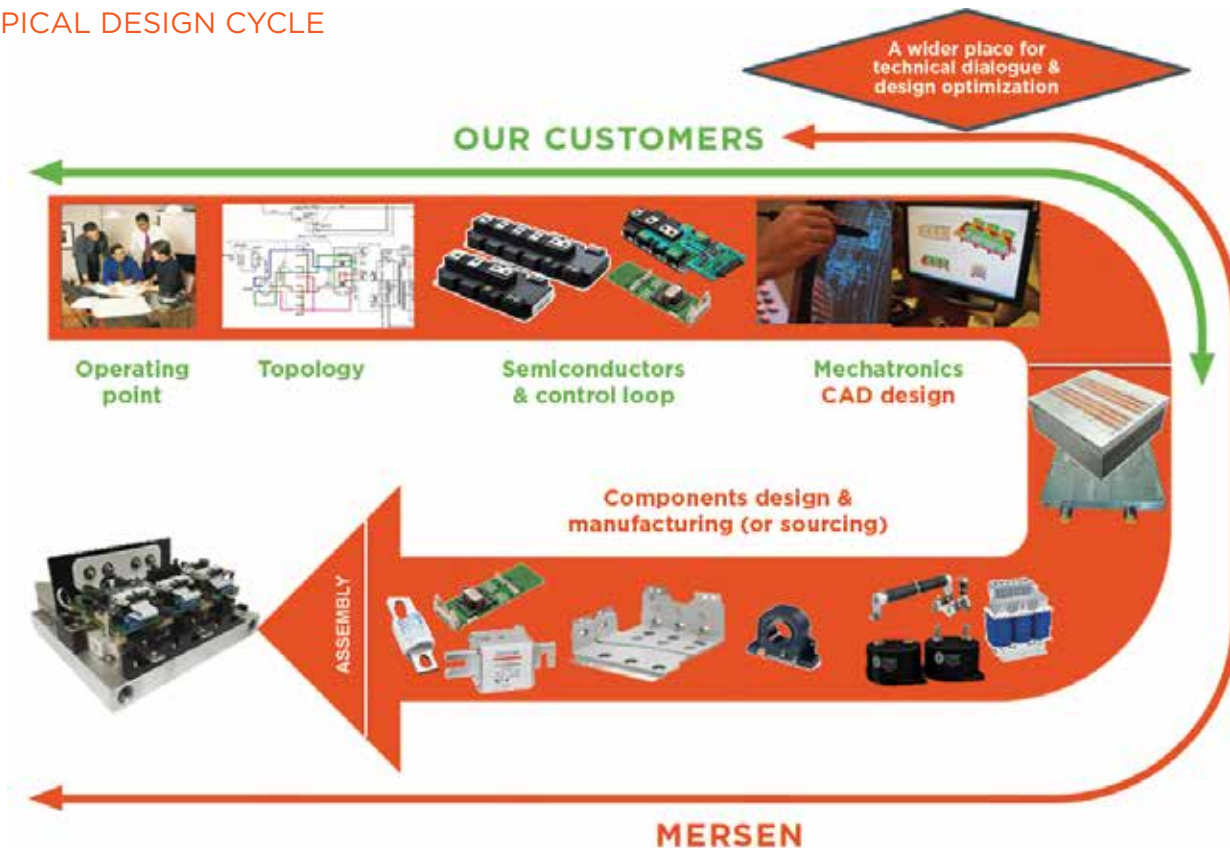 PICAL DESIGN CYCLE
A wider place for
technical dialogue &
design optimization
OUR CUSTOMERS
Operating
point
Topology
Semiconductors
& control loop
Mechatronics
CAD design
Components design &
manufacturing (or sourcing)
ASSEMBLY
MERSEN